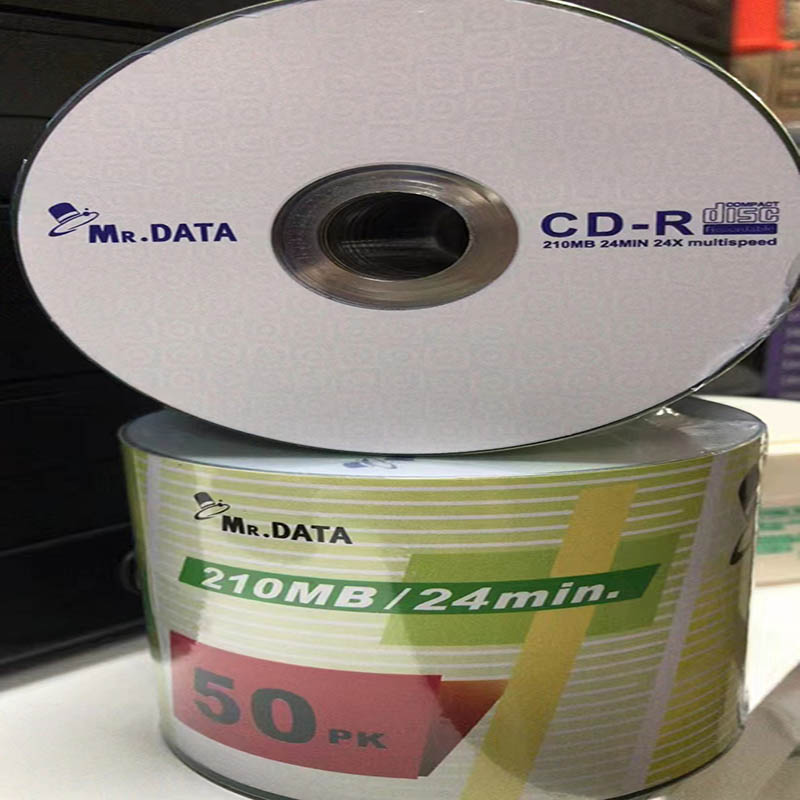 MR.DATA
CD-R
COMPACT
disc
Recordable
210MB 24MIN 24X multispeed
MR.DATA
210MB/24min.
50 PK